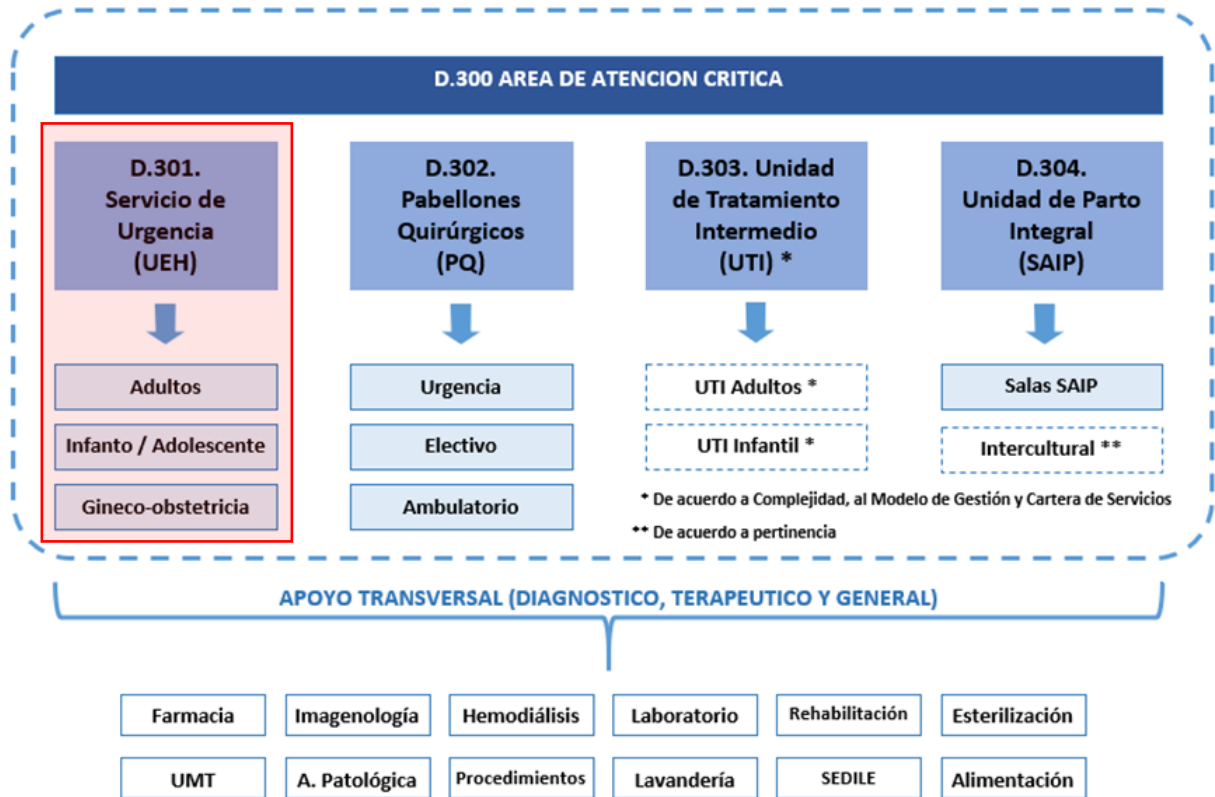 D.300 AREA DE ATENCION CRITICA
D.301.
Servicio de
Urgencia
(UEH)
D.302.
Pabellones
Quirúrgicos
(PQ)
D.303. Unidad
de Tratamiento
Intermedio
(UTI) *
D.304.
Unidad de Parto
Integral
(SAIP)
Adultos
Urgencia
UTI Adultos *
Salas SAIP
Infanto / Adolescente
Electivo
UTI Infantil *
Intercultural **
Gineco-obstetricia
Ambulatorio
* De acuerdo a Complejidad, al Modelo de Gestión y Cartera de Servicios
** De acuerdo a pertinencia
APOYO TRANSVERSAL (DIAGNOSTICO, TERAPEUTICO Y GENERAL)
Farmacia
Imagenología
Hemodiálisis
Laboratorio
Rehabilitación
Esterilización
UMT
A. Patológica
Procedimientos
Lavandería
SEDILE
Alimentación